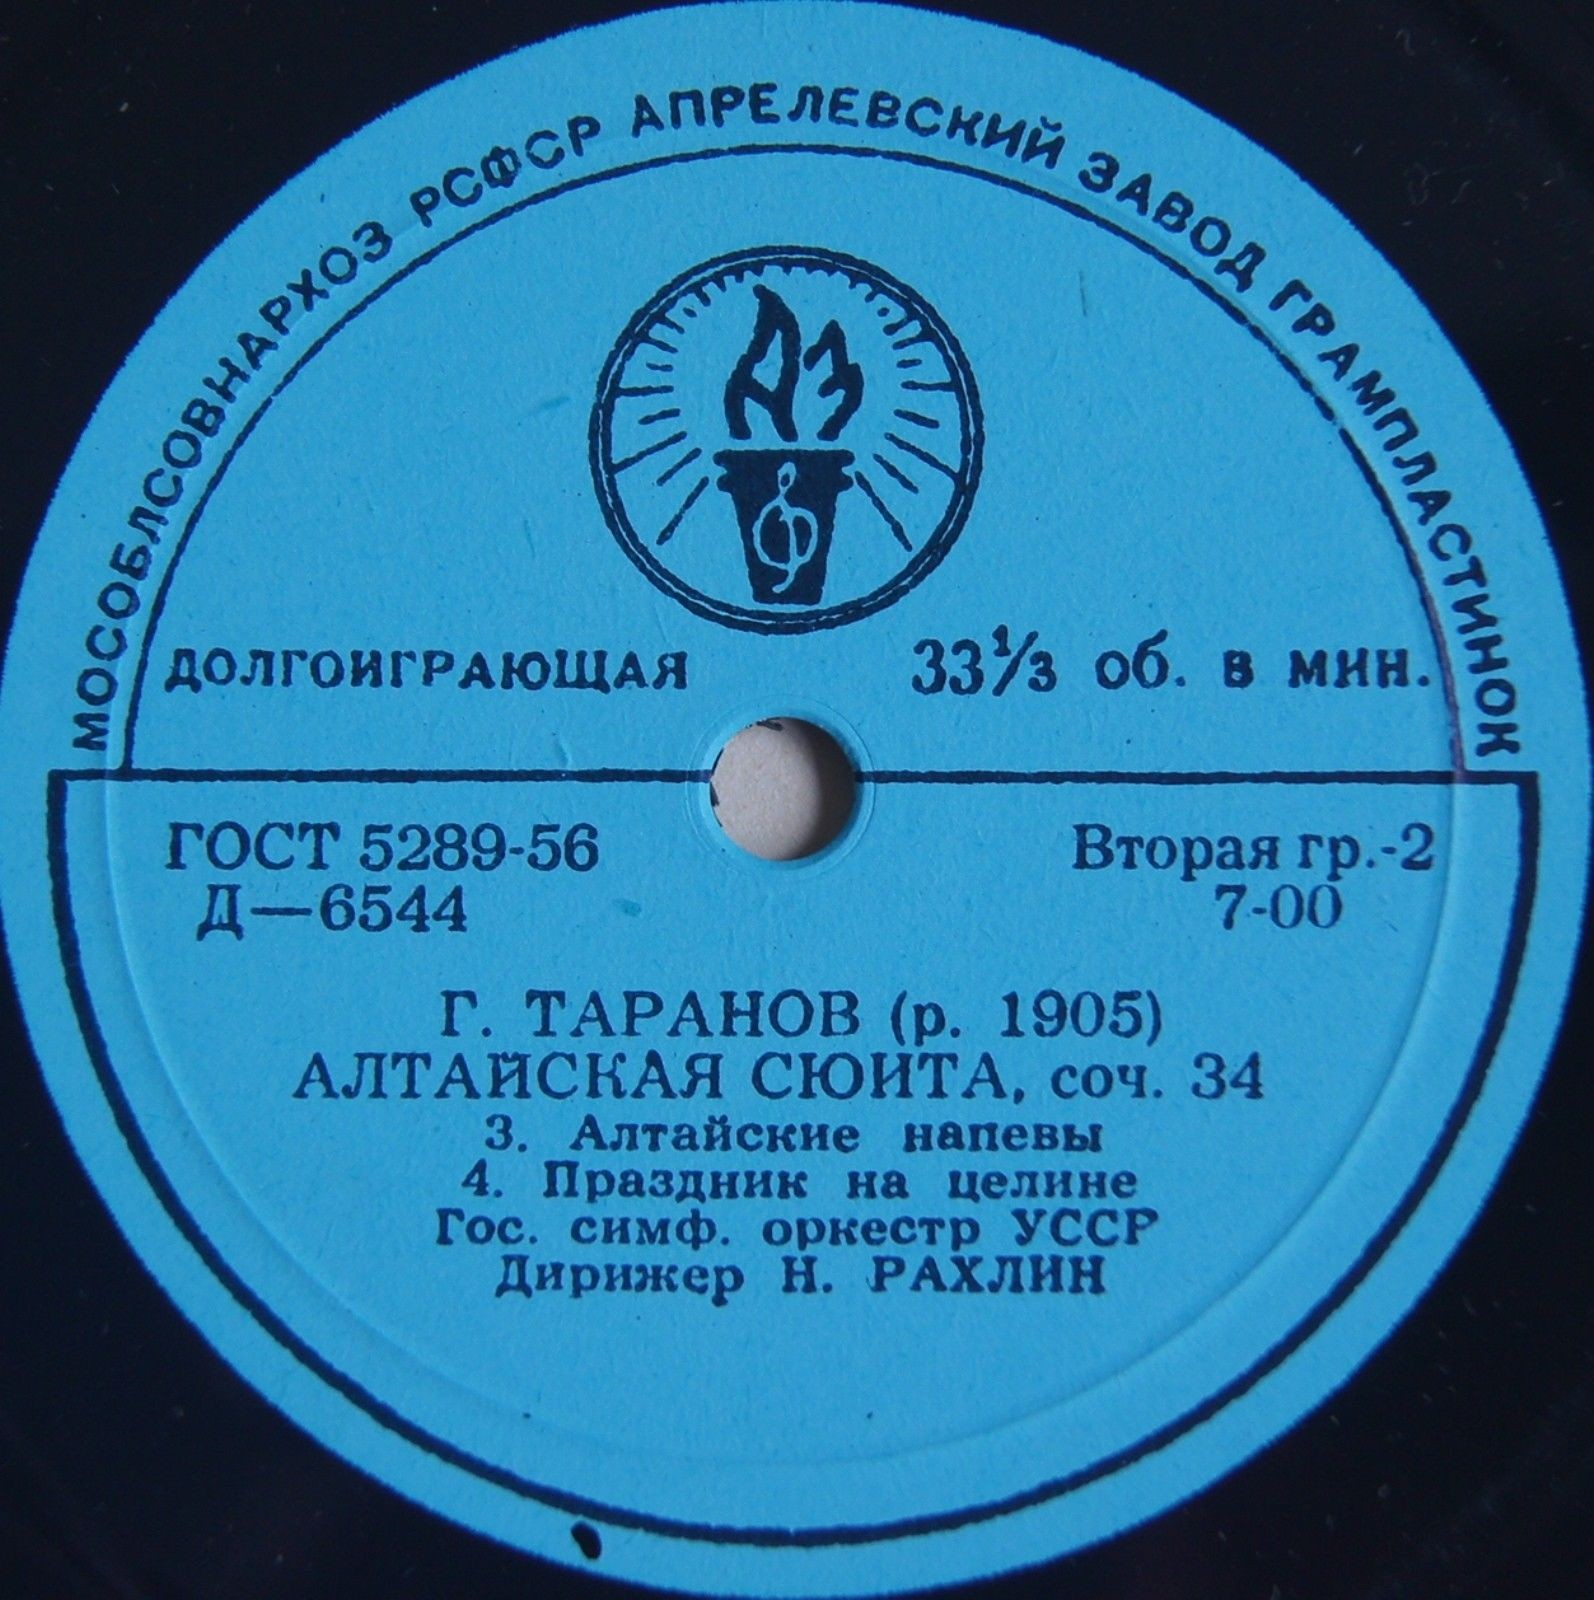 МОСОБЛСОВНАРХОЗ РСФСР АПРЕЛЕВСКИЙ ЗАВОД ГРАМПЛАСТИНОК
АЗ
ДОЛГОИГРАЮЩАЯ 33⅓ об. в мин.
ГОСТ 5289-56 Вторая гр.-2
Д—6544 7-00
Г. ТАРАНОВ (р. 1905)
АЛТАЙСКАЯ СЮИТА, соч. 34
3. Алтайские напевы
4. Праздник на целине
Гос. симф. оркестр УССР
Дирижер Н. РАХЛИН